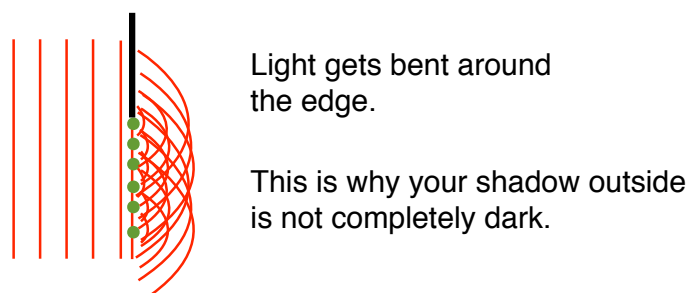 Light gets bent around
the edge.
This is why your shadow outside
is not completely dark.